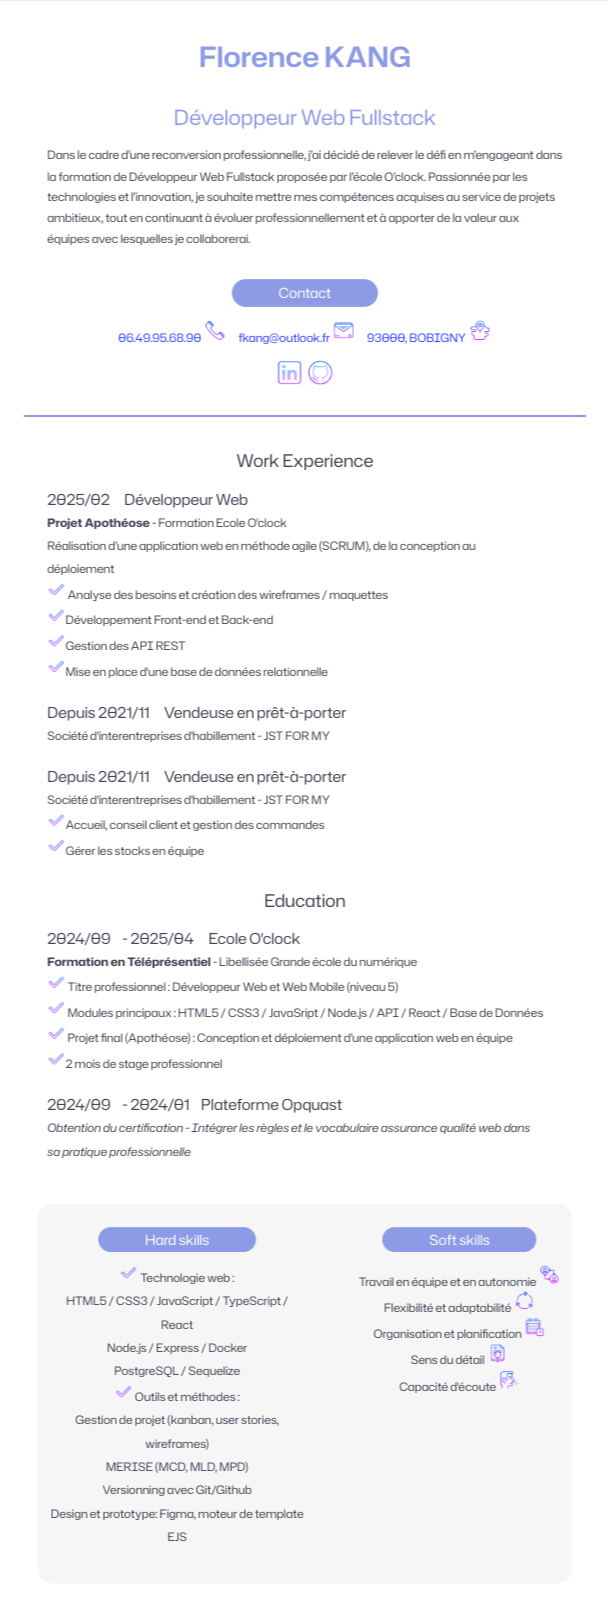 Florence KANG
Développeur Web Fullstack
Dans le cadre d'une reconversion professionnelle, j'ai décidé de relever le défi en m'engageant dans
la formation de Développeur Web Fullstack proposée par l'école O'clock. Passionnée par les
technologies et l'innovation, je souhaite mettre mes compétences acquises au service de projets
ambitieux, tout en continuant à évoluer professionnellement et à apporter de la valeur aux
équipes avec lesquelles je collaborerai.
Contact
06.49.95.68.90 fkang@outlook.fr 93000, BOBIGNY
in
Work Experience
2025/02 Développeur Web
Projet Apothéose - Formation Ecole O'clock
Réalisation d'une application web en méthode agile (SCRUM), de la conception au
déploiement
Analyse des besoins et création des wireframes / maquettes
Développement Front-end et Back-end
Gestion des API REST
Mise en place d'une base de données relationnelle
Depuis 2021/11 Vendeuse en prêt-à-porter
Société d'interentreprises d'habillement - JST FOR MY
Depuis 2021/11 Vendeuse en prêt-à-porter
Société d'interentreprises d'habillement - JST FOR MY
Accueil, conseil client et gestion des commandes
Gérer les stocks en équipe
Education
2024/09 - 2025/04 Ecole O'clock
Formation en Téléprésentiel - Libellisée Grande école du numérique
Titre professionnel : Développeur Web et Web Mobile (niveau 5)
Modules principaux : HTML5 / CSS3 / JavaSript / Node.js / API / React / Base de Données
Projet final (Apothéose) : Conception et déploiement d'une application web en équipe
2 mois de stage professionnel
2024/09 - 2024/01 Plateforme Opquast
Obtention du certification - Intégrer les règles et le vocabulaire assurance qualité web dans
sa pratique professionnelle
Hard skills
Technologie web :
HTML5 / CSS3 / JavaScript / TypeScript /
React
Node.js / Express / Docker
PostgreSQL / Sequelize
Outils et méthodes :
Gestion de projet (kanban, user stories,
wireframes)
MERISE (MCD, MLD, MPD)
Versionning avec Git/Github
Design et prototype: Figma, moteur de template
EJS
Soft skills
Travail en équipe et en autonomie
Flexibilité et adaptabilité
Organisation et planification
Sens du détail
Capacité d'écoute